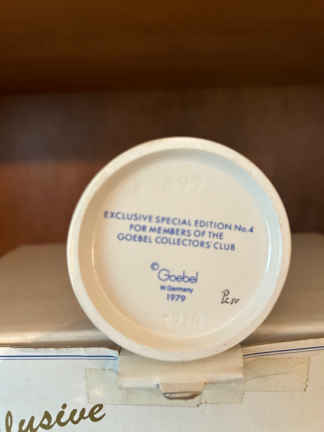 EXCLUSIVE SPECIAL EDITION No.4
FOR MEMBERS OF THE
GOEBEL COLLECTORS' CLUB
© Goebel
W.Germany
1979
lusive